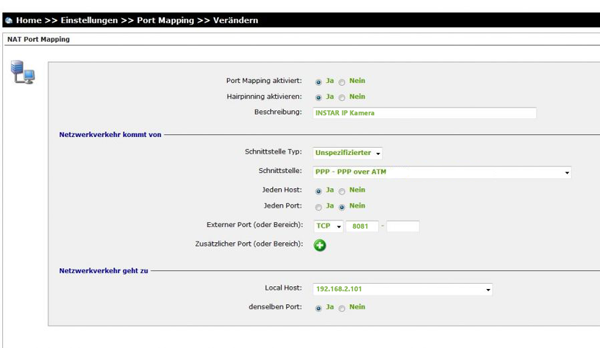 Home >> Einstellungen >> Port Mapping >> Verändern
NAT Port Mapping
Port Mapping aktiviert: Ja Nein
Hairpinning aktivieren: Ja Nein
Beschreibung: INSTAR IP Kamera
Netzwerkverkehr kommt von
Schnittstelle Typ: Unspezifizierter
Schnittstelle: PPP - PPP over ATM
Jeden Host: Ja Nein
Jeden Port: Ja Nein
Externer Port (oder Bereich): TCP 8081 -
Zusätzlicher Port (oder Bereich):
Netzwerkverkehr geht zu
Local Host: 192.168.2.101
denselben Port: Ja Nein